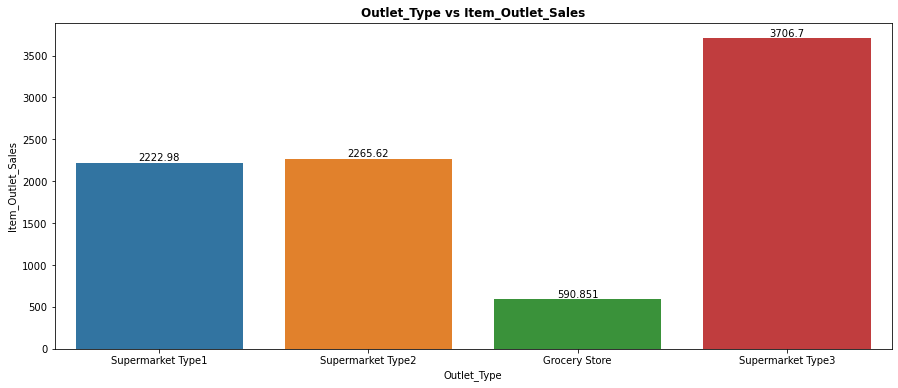 Outlet_Type vs Item_Outlet_Sales
3706.7
3500
3000
2500
2265.62
2222.98
2000
Item_Outlet_Sales
1500
1000
590.851
500
0
Supermarket Type1
Supermarket Type2
Grocery Store
Supermarket Type3
Outlet_Type